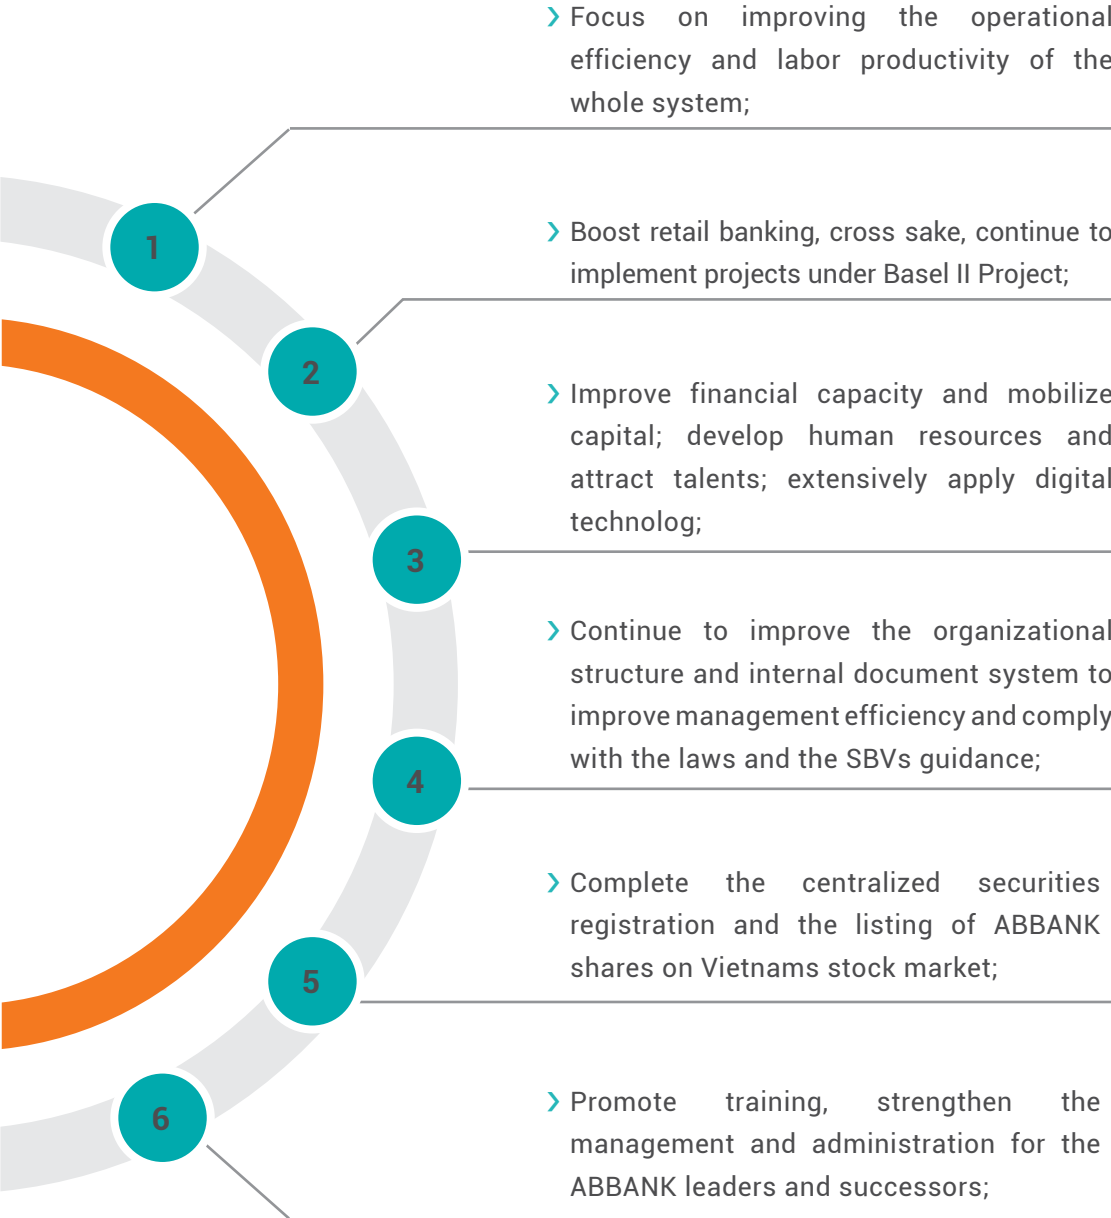 Focus on improving the operational
efficiency and labor productivity of the
whole system;
1
Boost retail banking, cross sake, continue to
implement projects under Basel II Project;
2
Improve financial capacity and mobilize
capital; develop human resources and
attract talents; extensively apply digital
technolog;
3
Continue to improve the organizational
structure and internal document system to
improve management efficiency and comply
with the laws and the SBVs guidance;
4
Complete the centralized securities
registration and the listing of ABBANK
shares on Vietnams stock market;
5
Promote training, strengthen the
management and administration for the
ABBANK leaders and successors;
6